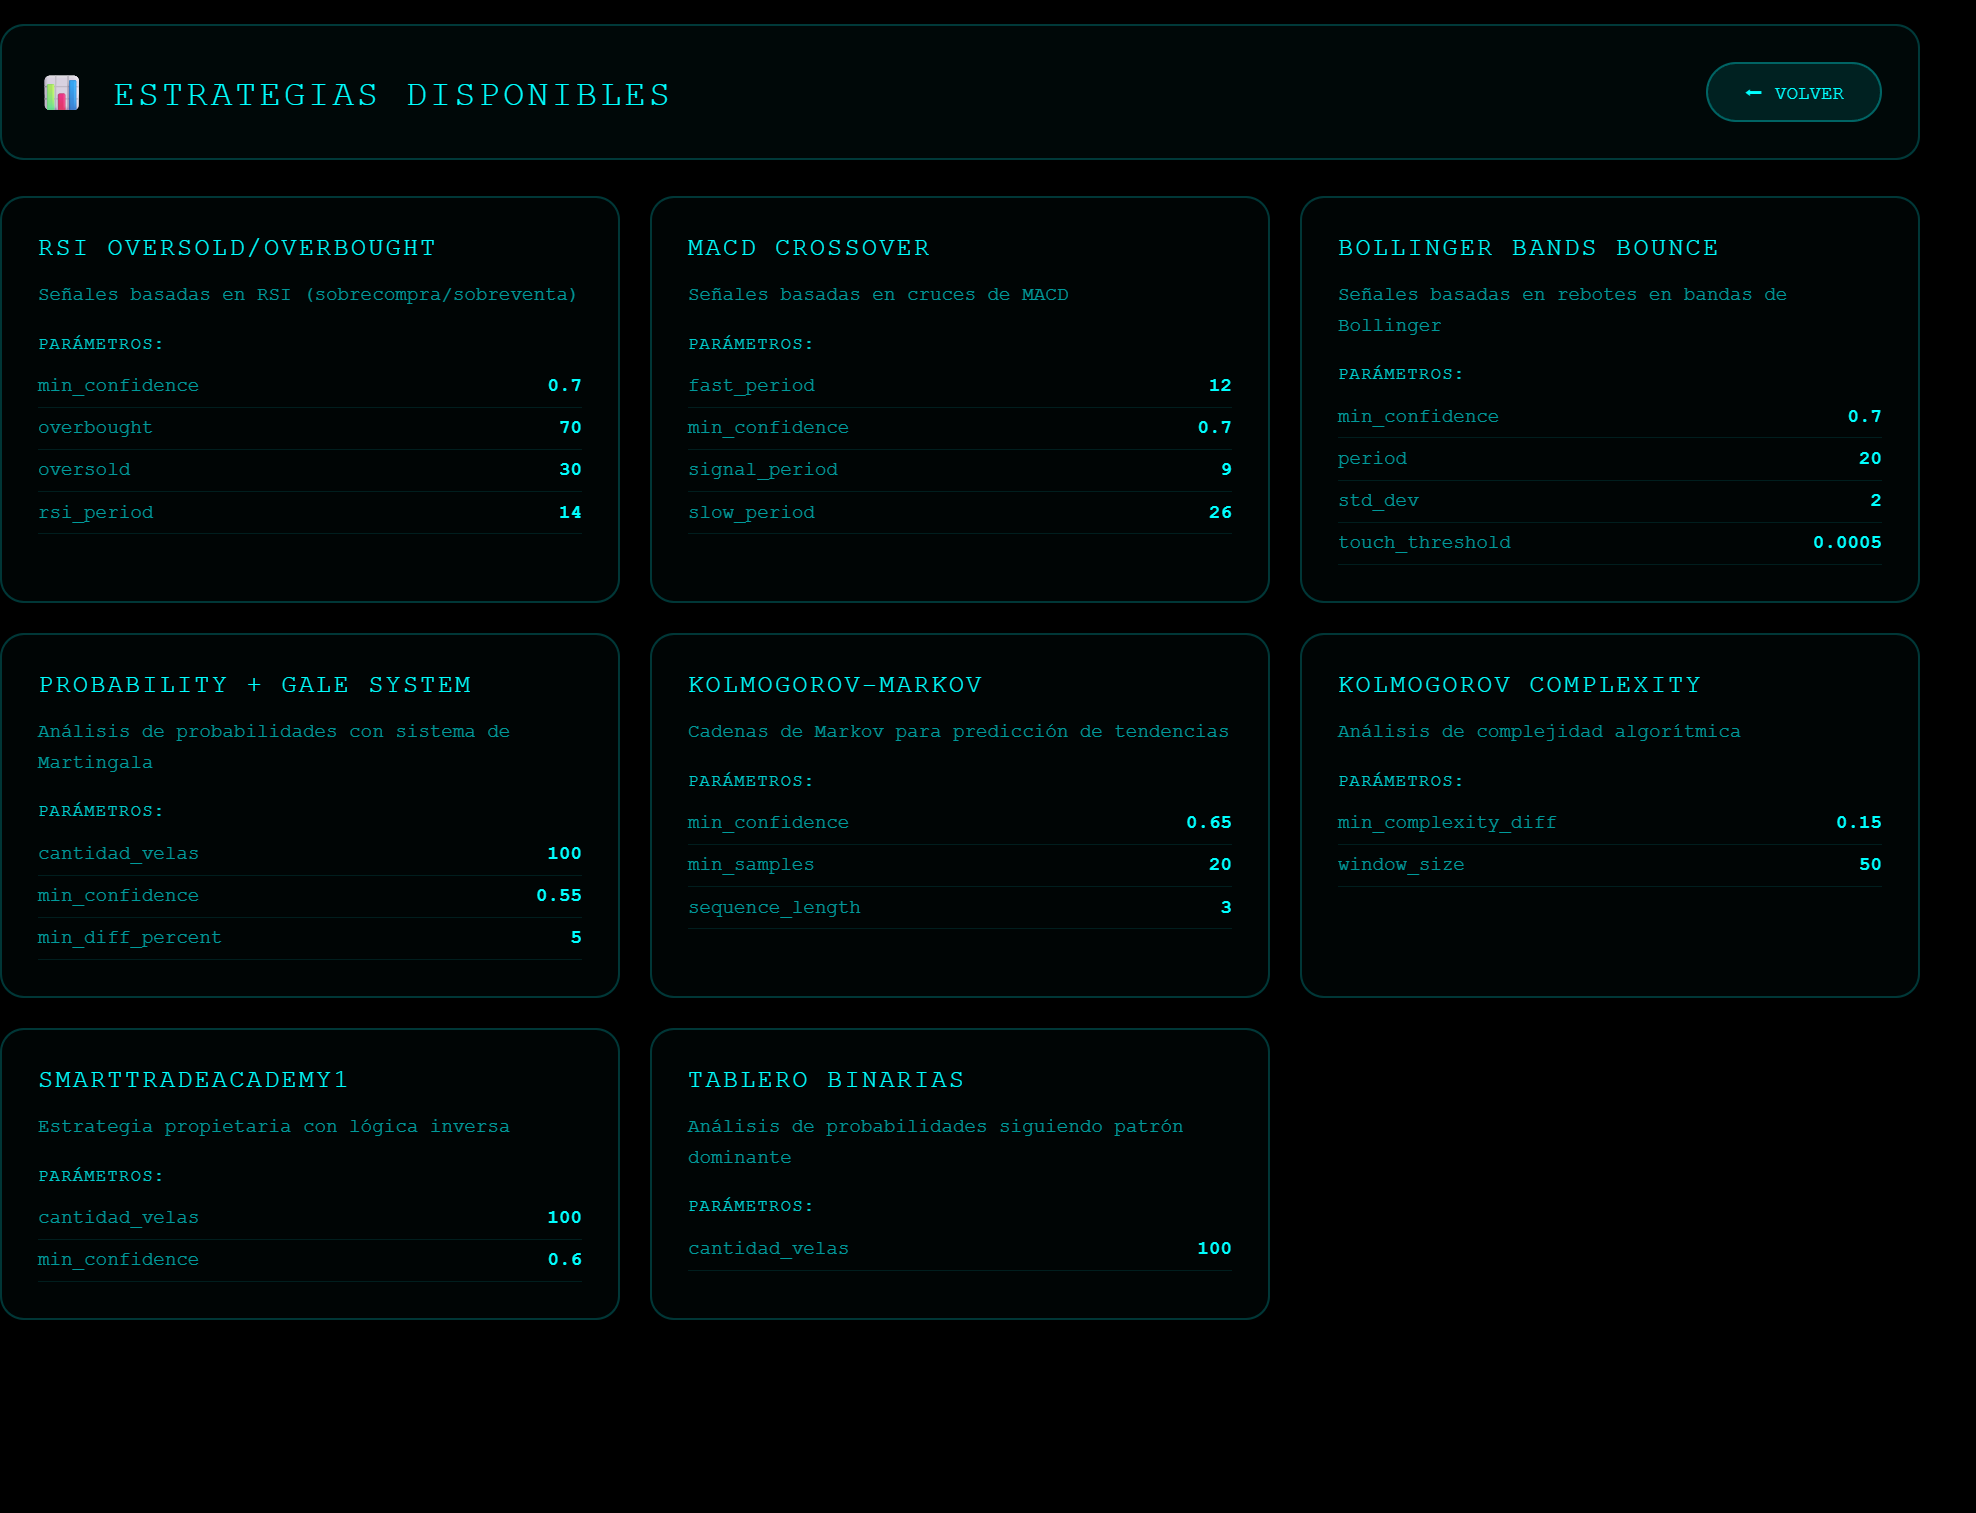 ESTRATEGIAS DISPONIBLES
← VOLVER
RSI OVERSOLD/OVERBOUGHT
Señales basadas en RSI (sobrecompra/sobreventa)
PARÁMETROS:
min_confidence 0.7
overbought 70
oversold 30
rsi_period 14
MACD CROSSOVER
Señales basadas en cruces de MACD
PARÁMETROS:
fast_period 12
min_confidence 0.7
signal_period 9
slow_period 26
BOLLINGER BANDS BOUNCE
Señales basadas en rebotes en bandas de
Bollinger
PARÁMETROS:
min_confidence 0.7
period 20
std_dev 2
touch_threshold 0.0005
PROBABILITY + GALE SYSTEM
Análisis de probabilidades con sistema de
Martingala
PARÁMETROS:
cantidad_velas 100
min_confidence 0.55
min_diff_percent 5
KOLMOGOROV-MARKOV
Cadenas de Markov para predicción de tendencias
PARÁMETROS:
min_confidence 0.65
min_samples 20
sequence_length 3
KOLMOGOROV COMPLEXITY
Análisis de complejidad algorítmica
PARÁMETROS:
min_complexity_diff 0.15
window_size 50
SMARTTRADEACADEMY1
Estrategia propietaria con lógica inversa
PARÁMETROS:
cantidad_velas 100
min_confidence 0.6
TABLERO BINARIAS
Análisis de probabilidades siguiendo patrón
dominante
PARÁMETROS:
cantidad_velas 100